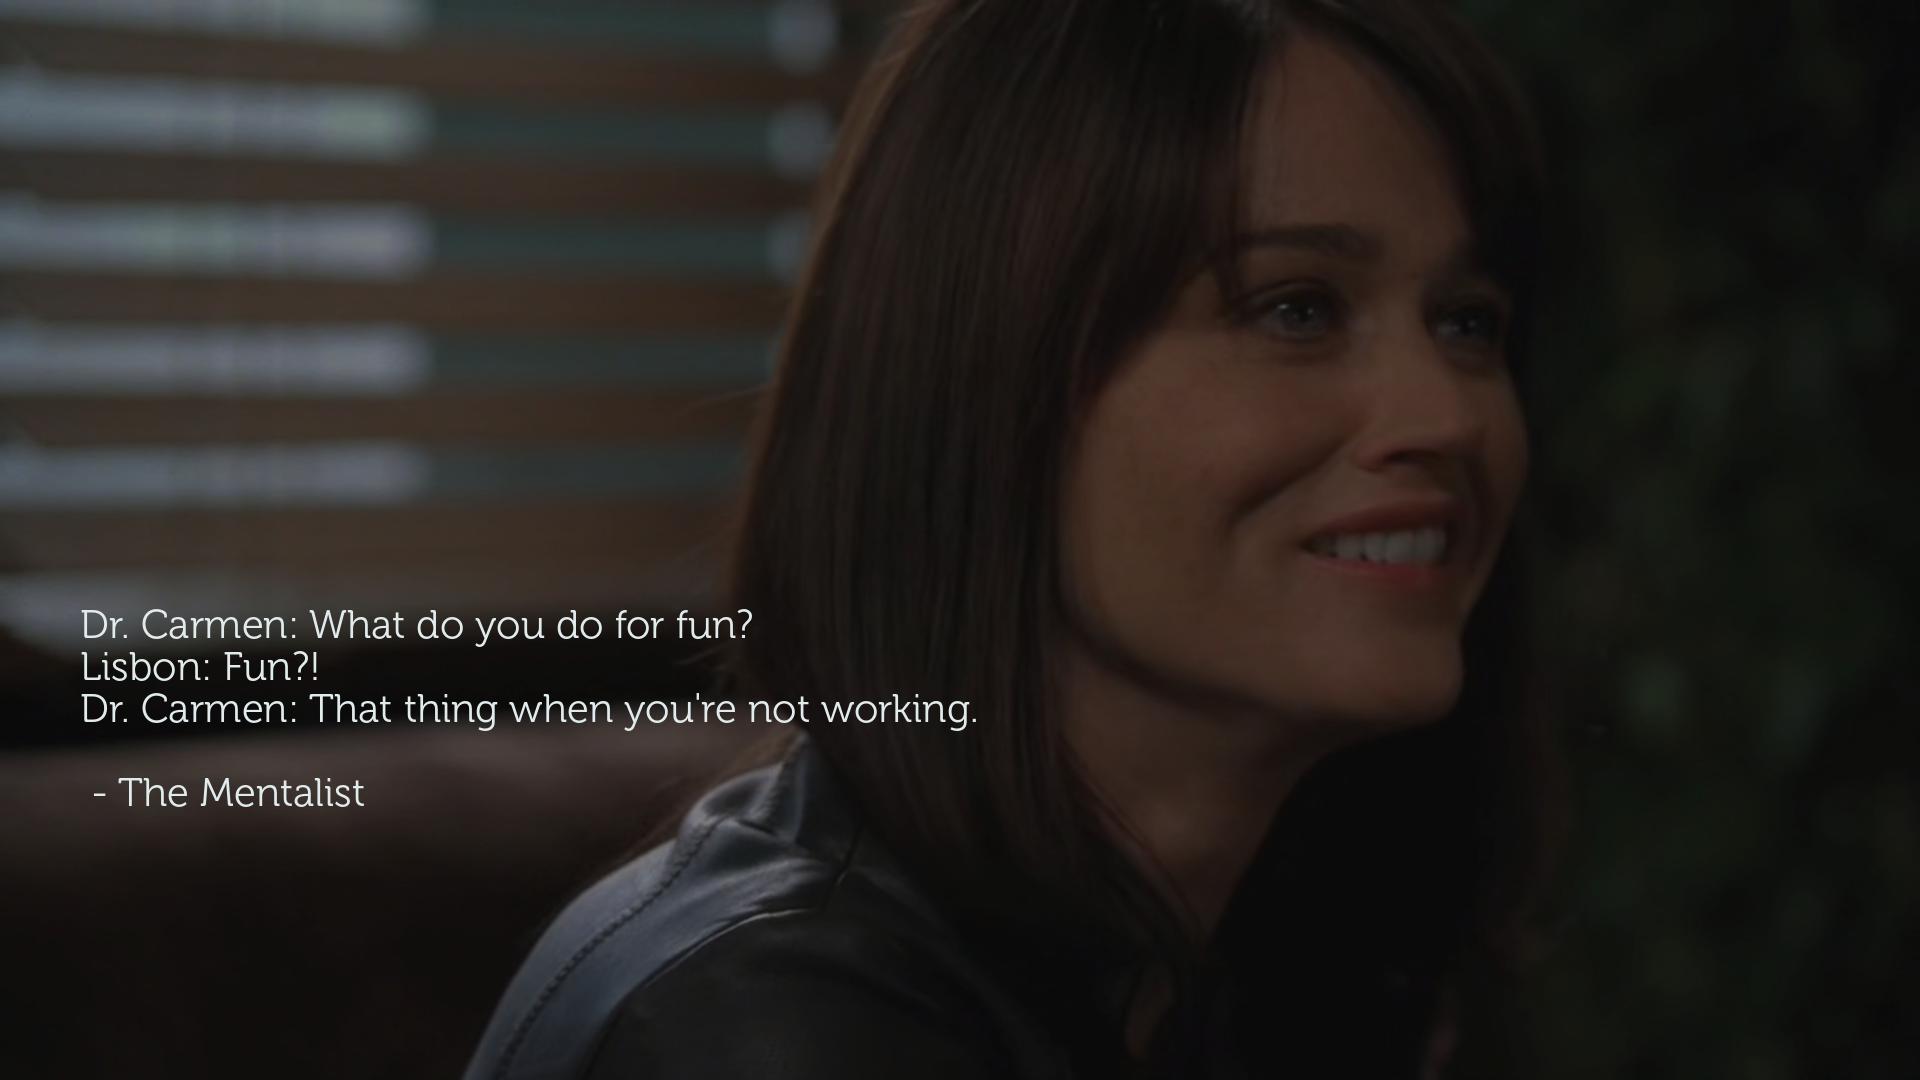 Dr. Carmen: What do you do for fun?
Lisbon: Fun?!
Dr. Carmen: That thing when you're not working.
- The Mentalist